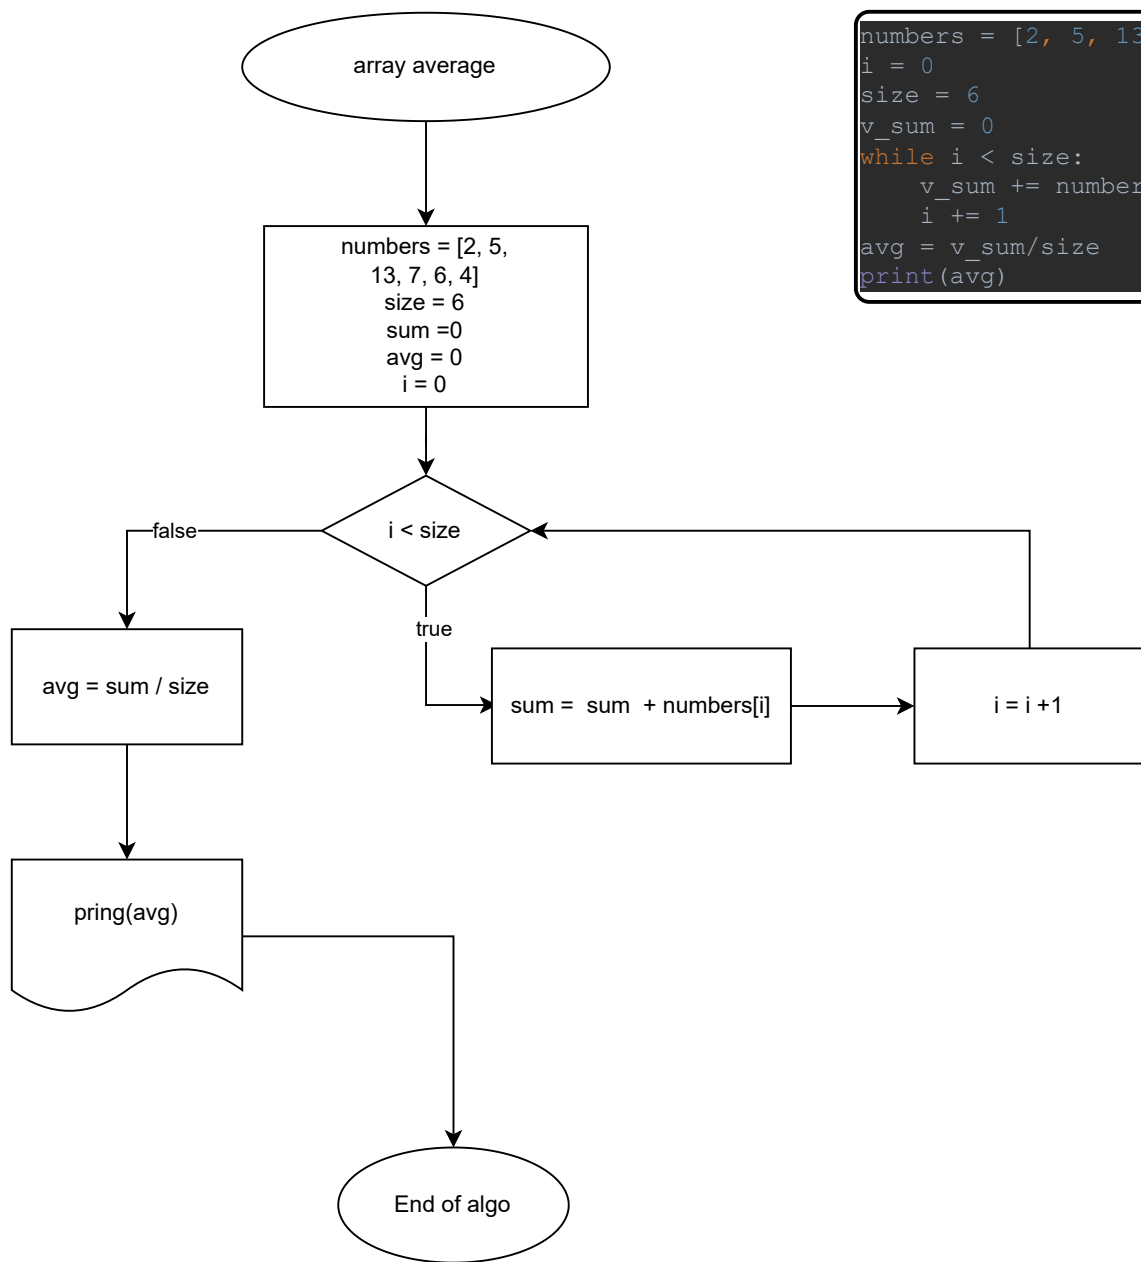 array average
numbers = [2, 5,
13, 7, 6, 4]
size = 6
sum =0
avg = 0
i = 0
i < size
false
true
avg = sum / size
sum =  sum  + numbers[i]
i = i +1
pring(avg)
End of algo
numbers = [2, 5, 13
i = 0
size = 6
v_sum = 0
while i < size:
    v_sum += number
    i += 1
avg = v_sum/size
print(avg)